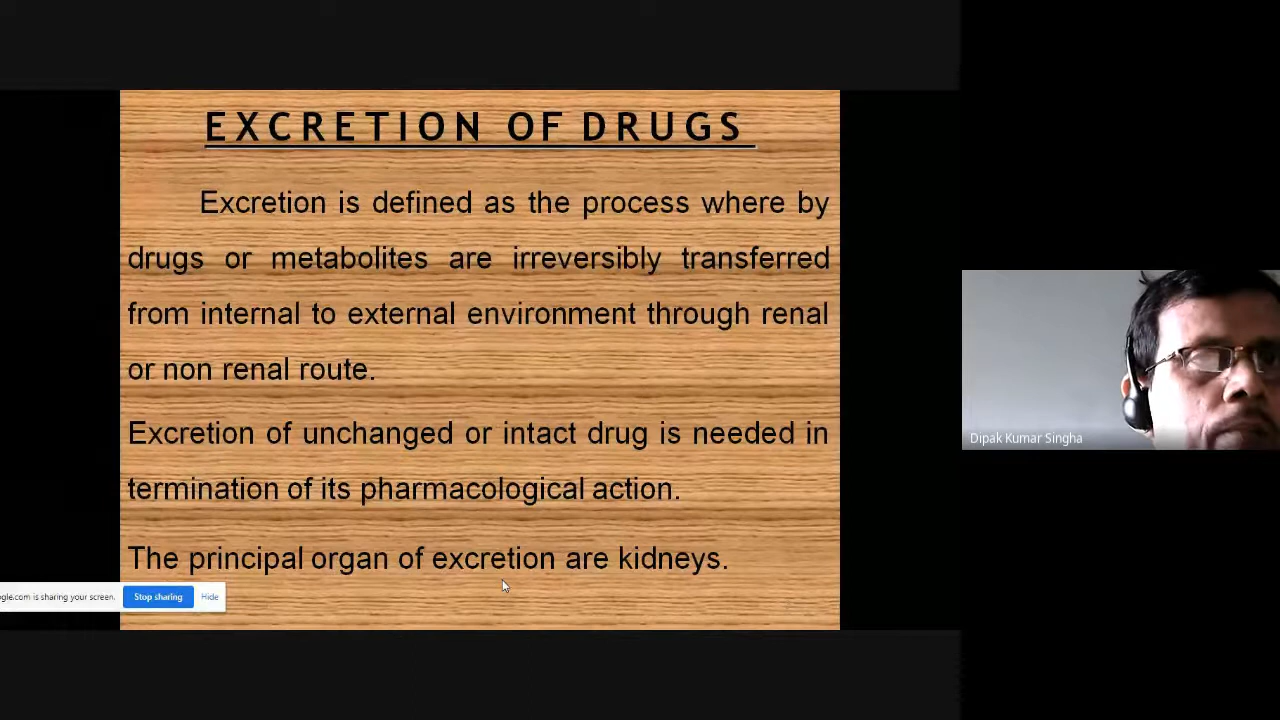 EXCRETION OF DRUGS
Excretion is defined as the process where by
drugs or metabolites are irreversibly transferred
from internal to external environment through renal
or non renal route.
Excretion of unchanged or intact drug is needed in
termination of its pharmacological action.
The principal organ of excretion are kidneys.
gle.com is sharing your screen. Stop sharing Hide
Dipak Kumar Singha